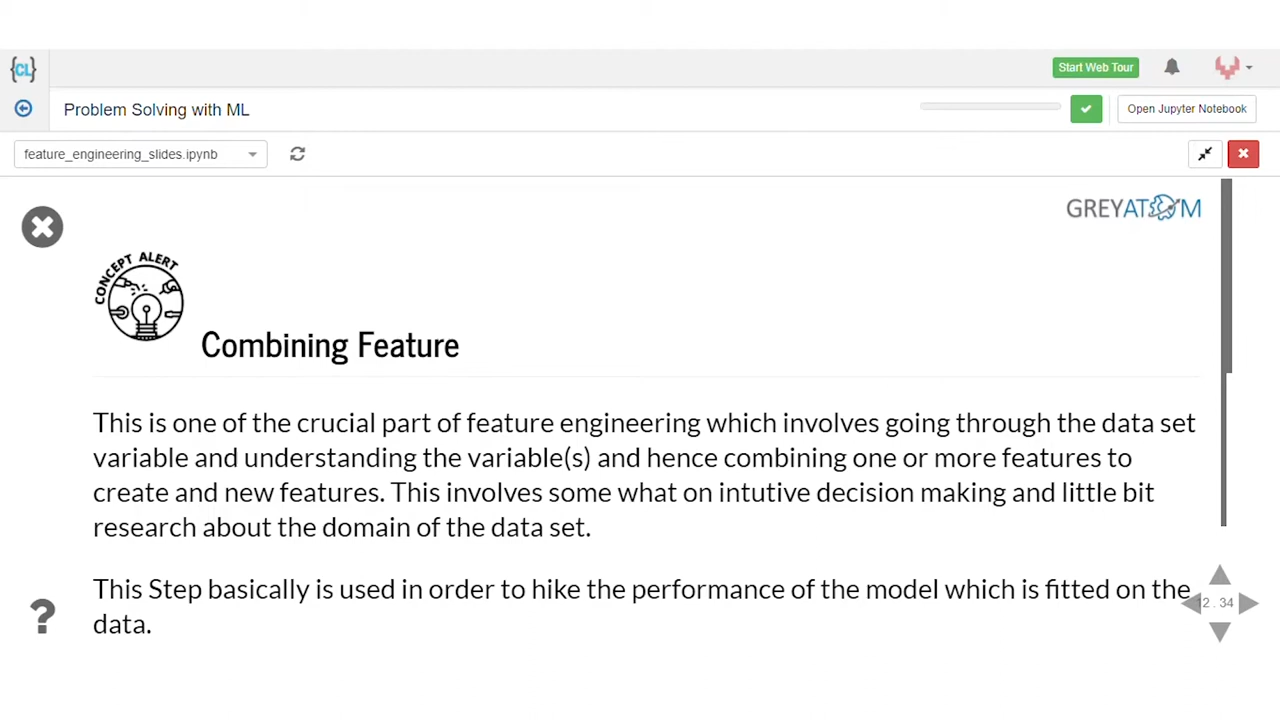 {CL}
Start Web Tour
Problem Solving with ML
Open Jupyter Notebook
feature_engineering_slides.ipynb
GREYATOM
CONCEPT ALERT
Combining Feature
This is one of the crucial part of feature engineering which involves going through the data set
variable and understanding the variable(s) and hence combining one or more features to
create and new features. This involves some what on intutive decision making and little bit
research about the domain of the data set.
This Step basically is used in order to hike the performance of the model which is fitted on the
data.
?
12 . 34